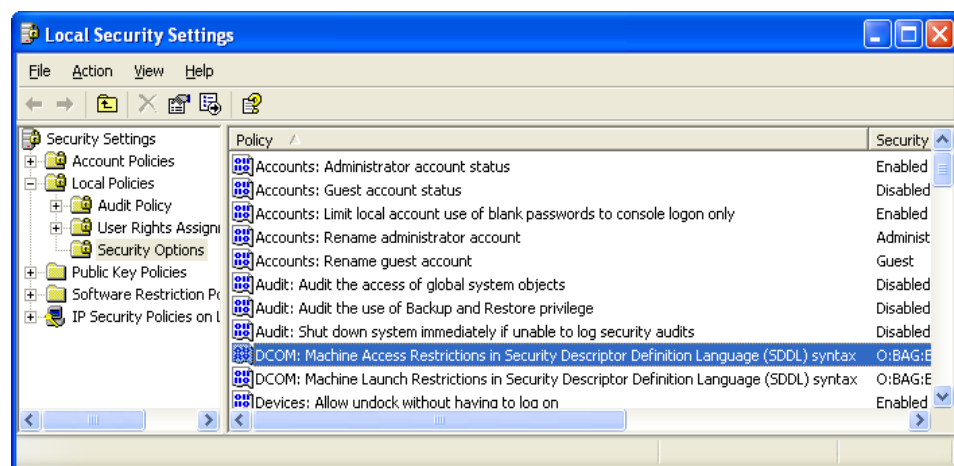 Local Security Settings
File Action View Help
Security Settings
Account Policies
Local Policies
Audit Policy
User Rights Assign
Security Options
Public Key Policies
Software Restriction Po
IP Security Policies on L
Policy Security
Accounts: Administrator account status Enabled
Accounts: Guest account status Disabled
Accounts: Limit local account use of blank passwords to console logon only Enabled
Accounts: Rename administrator account Administ
Accounts: Rename guest account Guest
Audit: Audit the access of global system objects Disabled
Audit: Audit the use of Backup and Restore privilege Disabled
Audit: Shut down system immediately if unable to log security audits Disabled
DCOM: Machine Access Restrictions in Security Descriptor Definition Language (SDDL) syntax O:BAG:E
DCOM: Machine Launch Restrictions in Security Descriptor Definition Language (SDDL) syntax O:BAG:E
Devices: Allow undock without having to log on Enabled